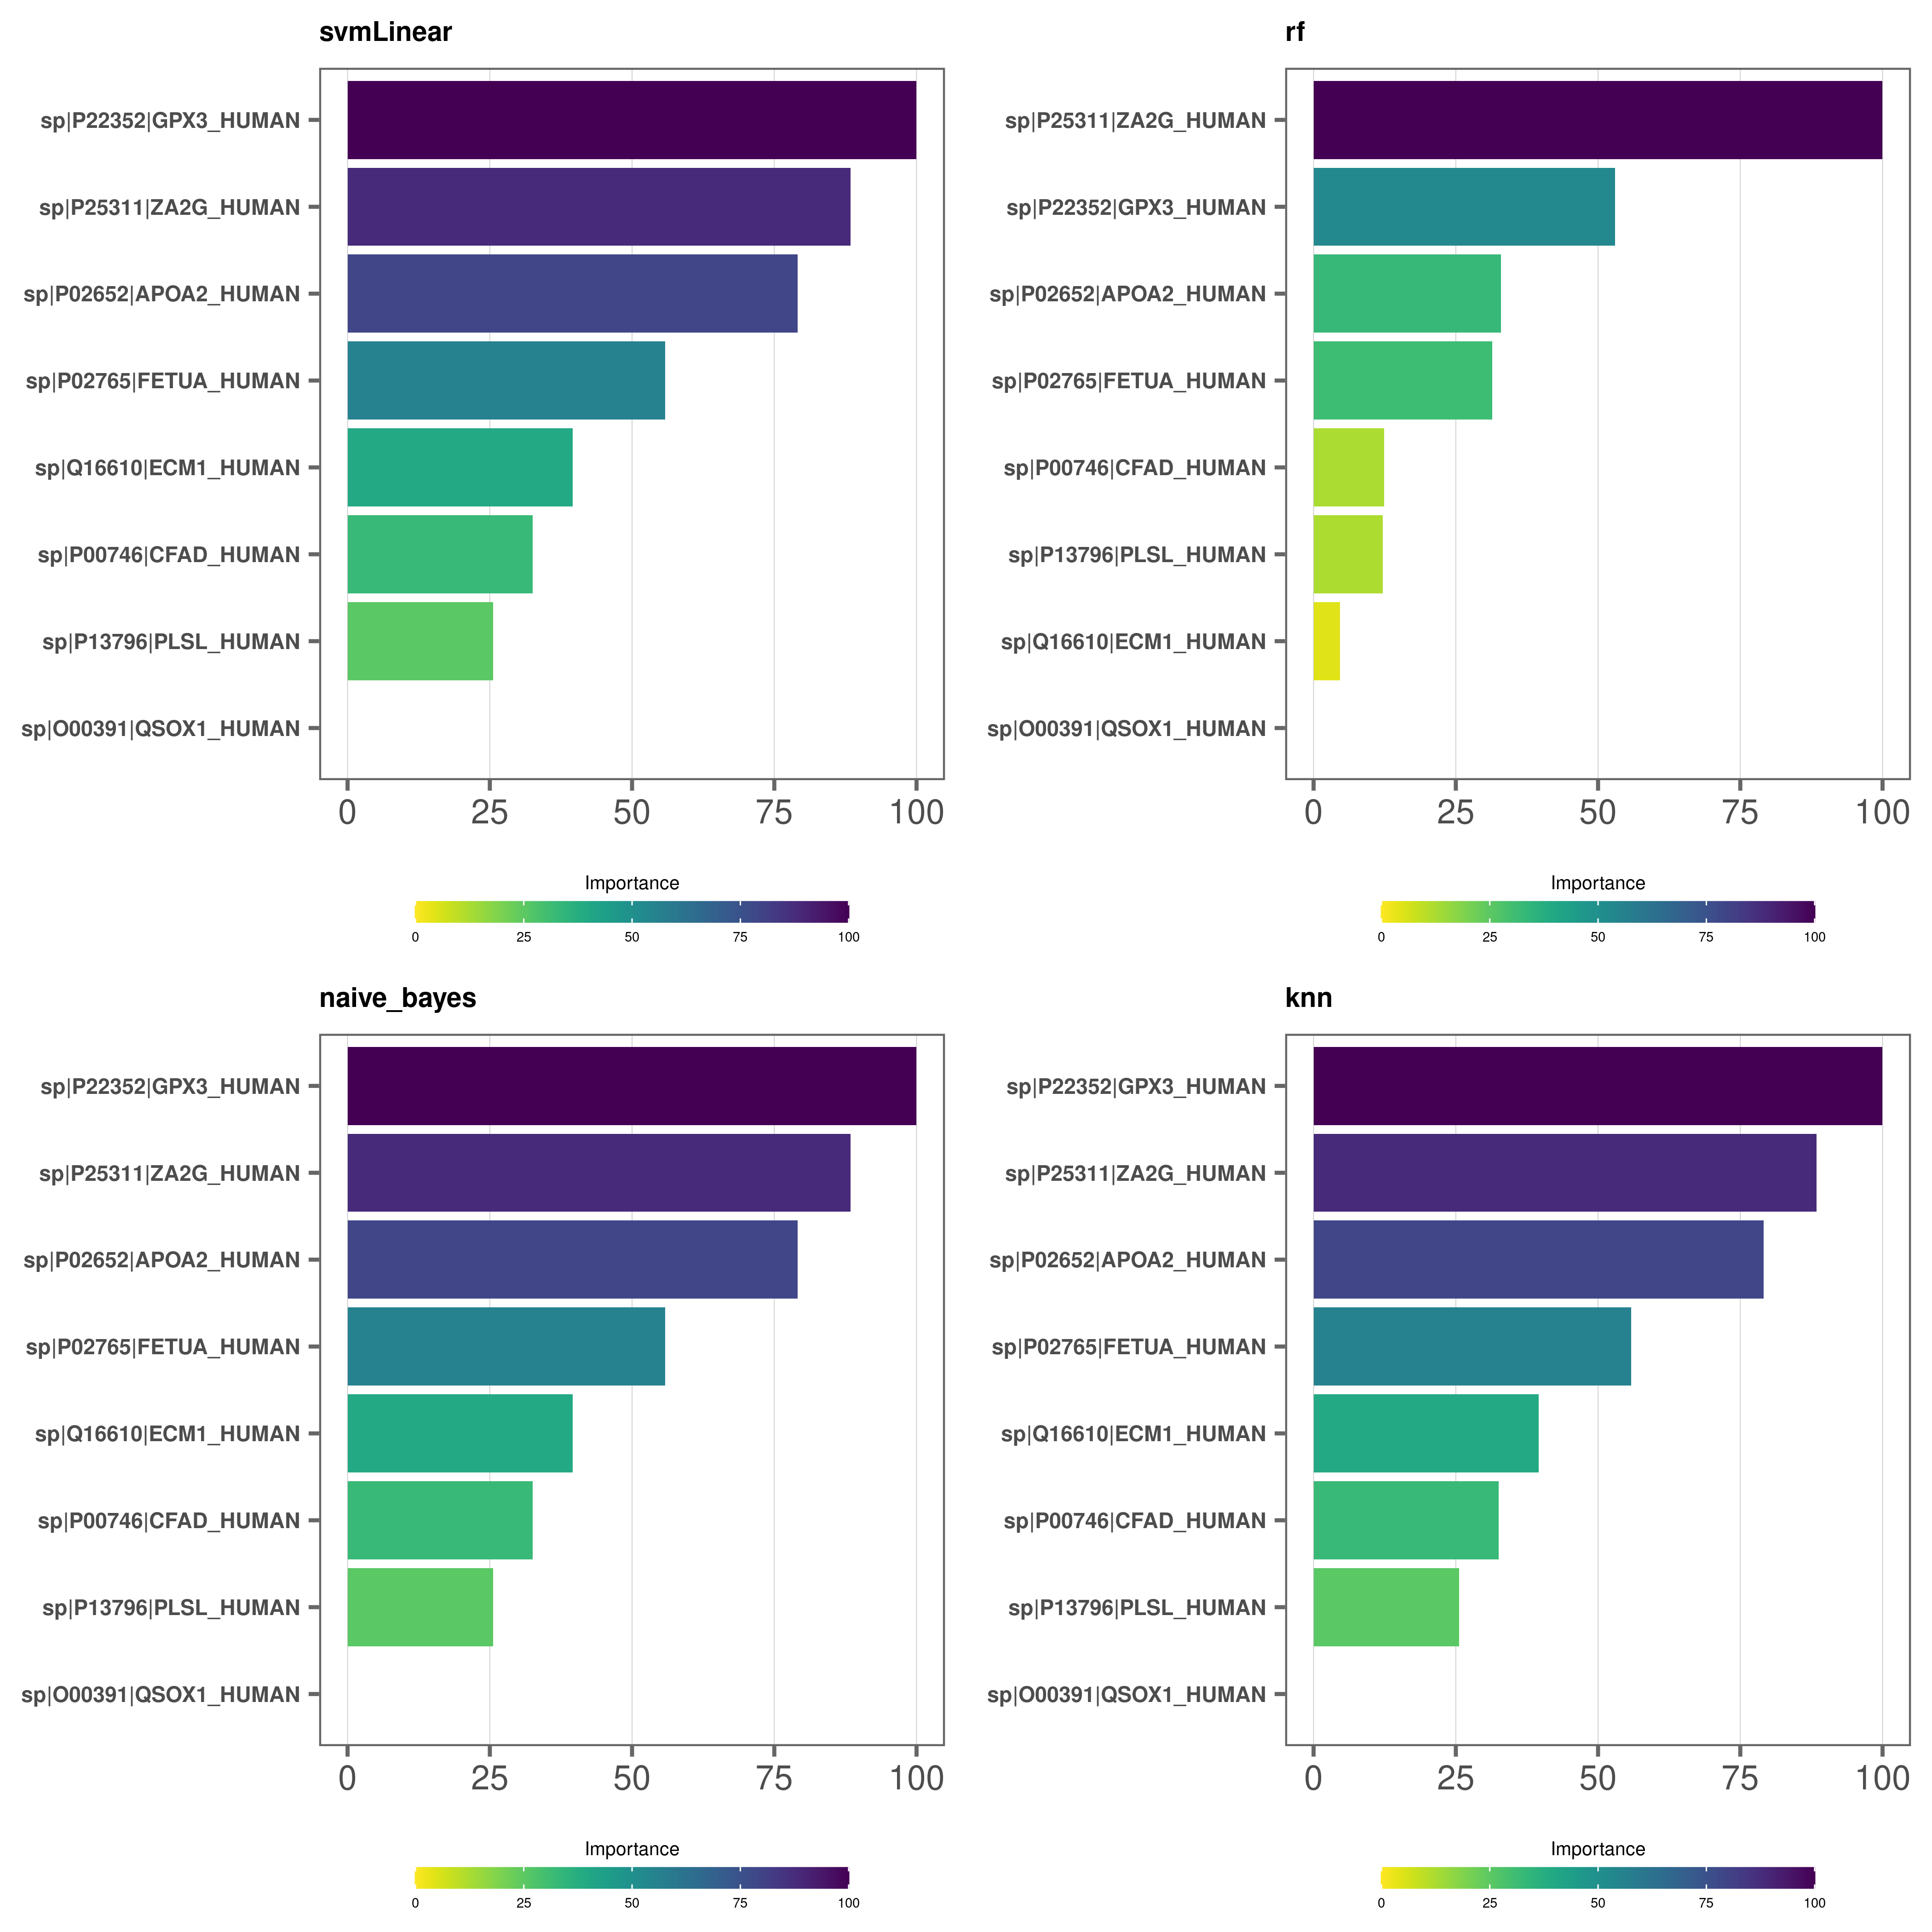 svmLinear
sp|P22352|GPX3_HUMAN
sp|P25311|ZA2G_HUMAN
sp|P02652|APOA2_HUMAN
sp|P02765|FETUA_HUMAN
sp|Q16610|ECM1_HUMAN
sp|P00746|CFAD_HUMAN
sp|P13796|PLSL_HUMAN
sp|O00391|QSOX1_HUMAN
0 25 50 75 100
Importance
0 25 50 75 100
rf
sp|P25311|ZA2G_HUMAN
sp|P22352|GPX3_HUMAN
sp|P02652|APOA2_HUMAN
sp|P02765|FETUA_HUMAN
sp|P00746|CFAD_HUMAN
sp|P13796|PLSL_HUMAN
sp|Q16610|ECM1_HUMAN
sp|O00391|QSOX1_HUMAN
0 25 50 75 100
Importance
0 25 50 75 100
naive_bayes
sp|P22352|GPX3_HUMAN
sp|P25311|ZA2G_HUMAN
sp|P02652|APOA2_HUMAN
sp|P02765|FETUA_HUMAN
sp|Q16610|ECM1_HUMAN
sp|P00746|CFAD_HUMAN
sp|P13796|PLSL_HUMAN
sp|O00391|QSOX1_HUMAN
0 25 50 75 100
Importance
0 25 50 75 100
knn
sp|P22352|GPX3_HUMAN
sp|P25311|ZA2G_HUMAN
sp|P02652|APOA2_HUMAN
sp|P02765|FETUA_HUMAN
sp|Q16610|ECM1_HUMAN
sp|P00746|CFAD_HUMAN
sp|P13796|PLSL_HUMAN
sp|O00391|QSOX1_HUMAN
0 25 50 75 100
Importance
0 25 50 75 100